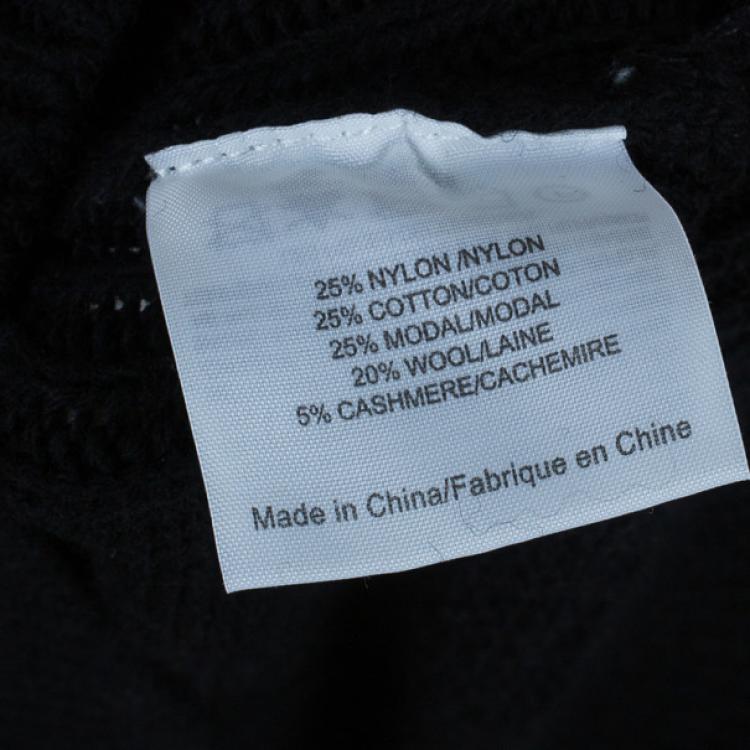 25% NYLON /NYLON
25% COTTON/COTON
25% MODAL/MODAL
20% WOOL/LAINE
5% CASHMERE/CACHEMIRE
Made in China/Fabrique en Chine